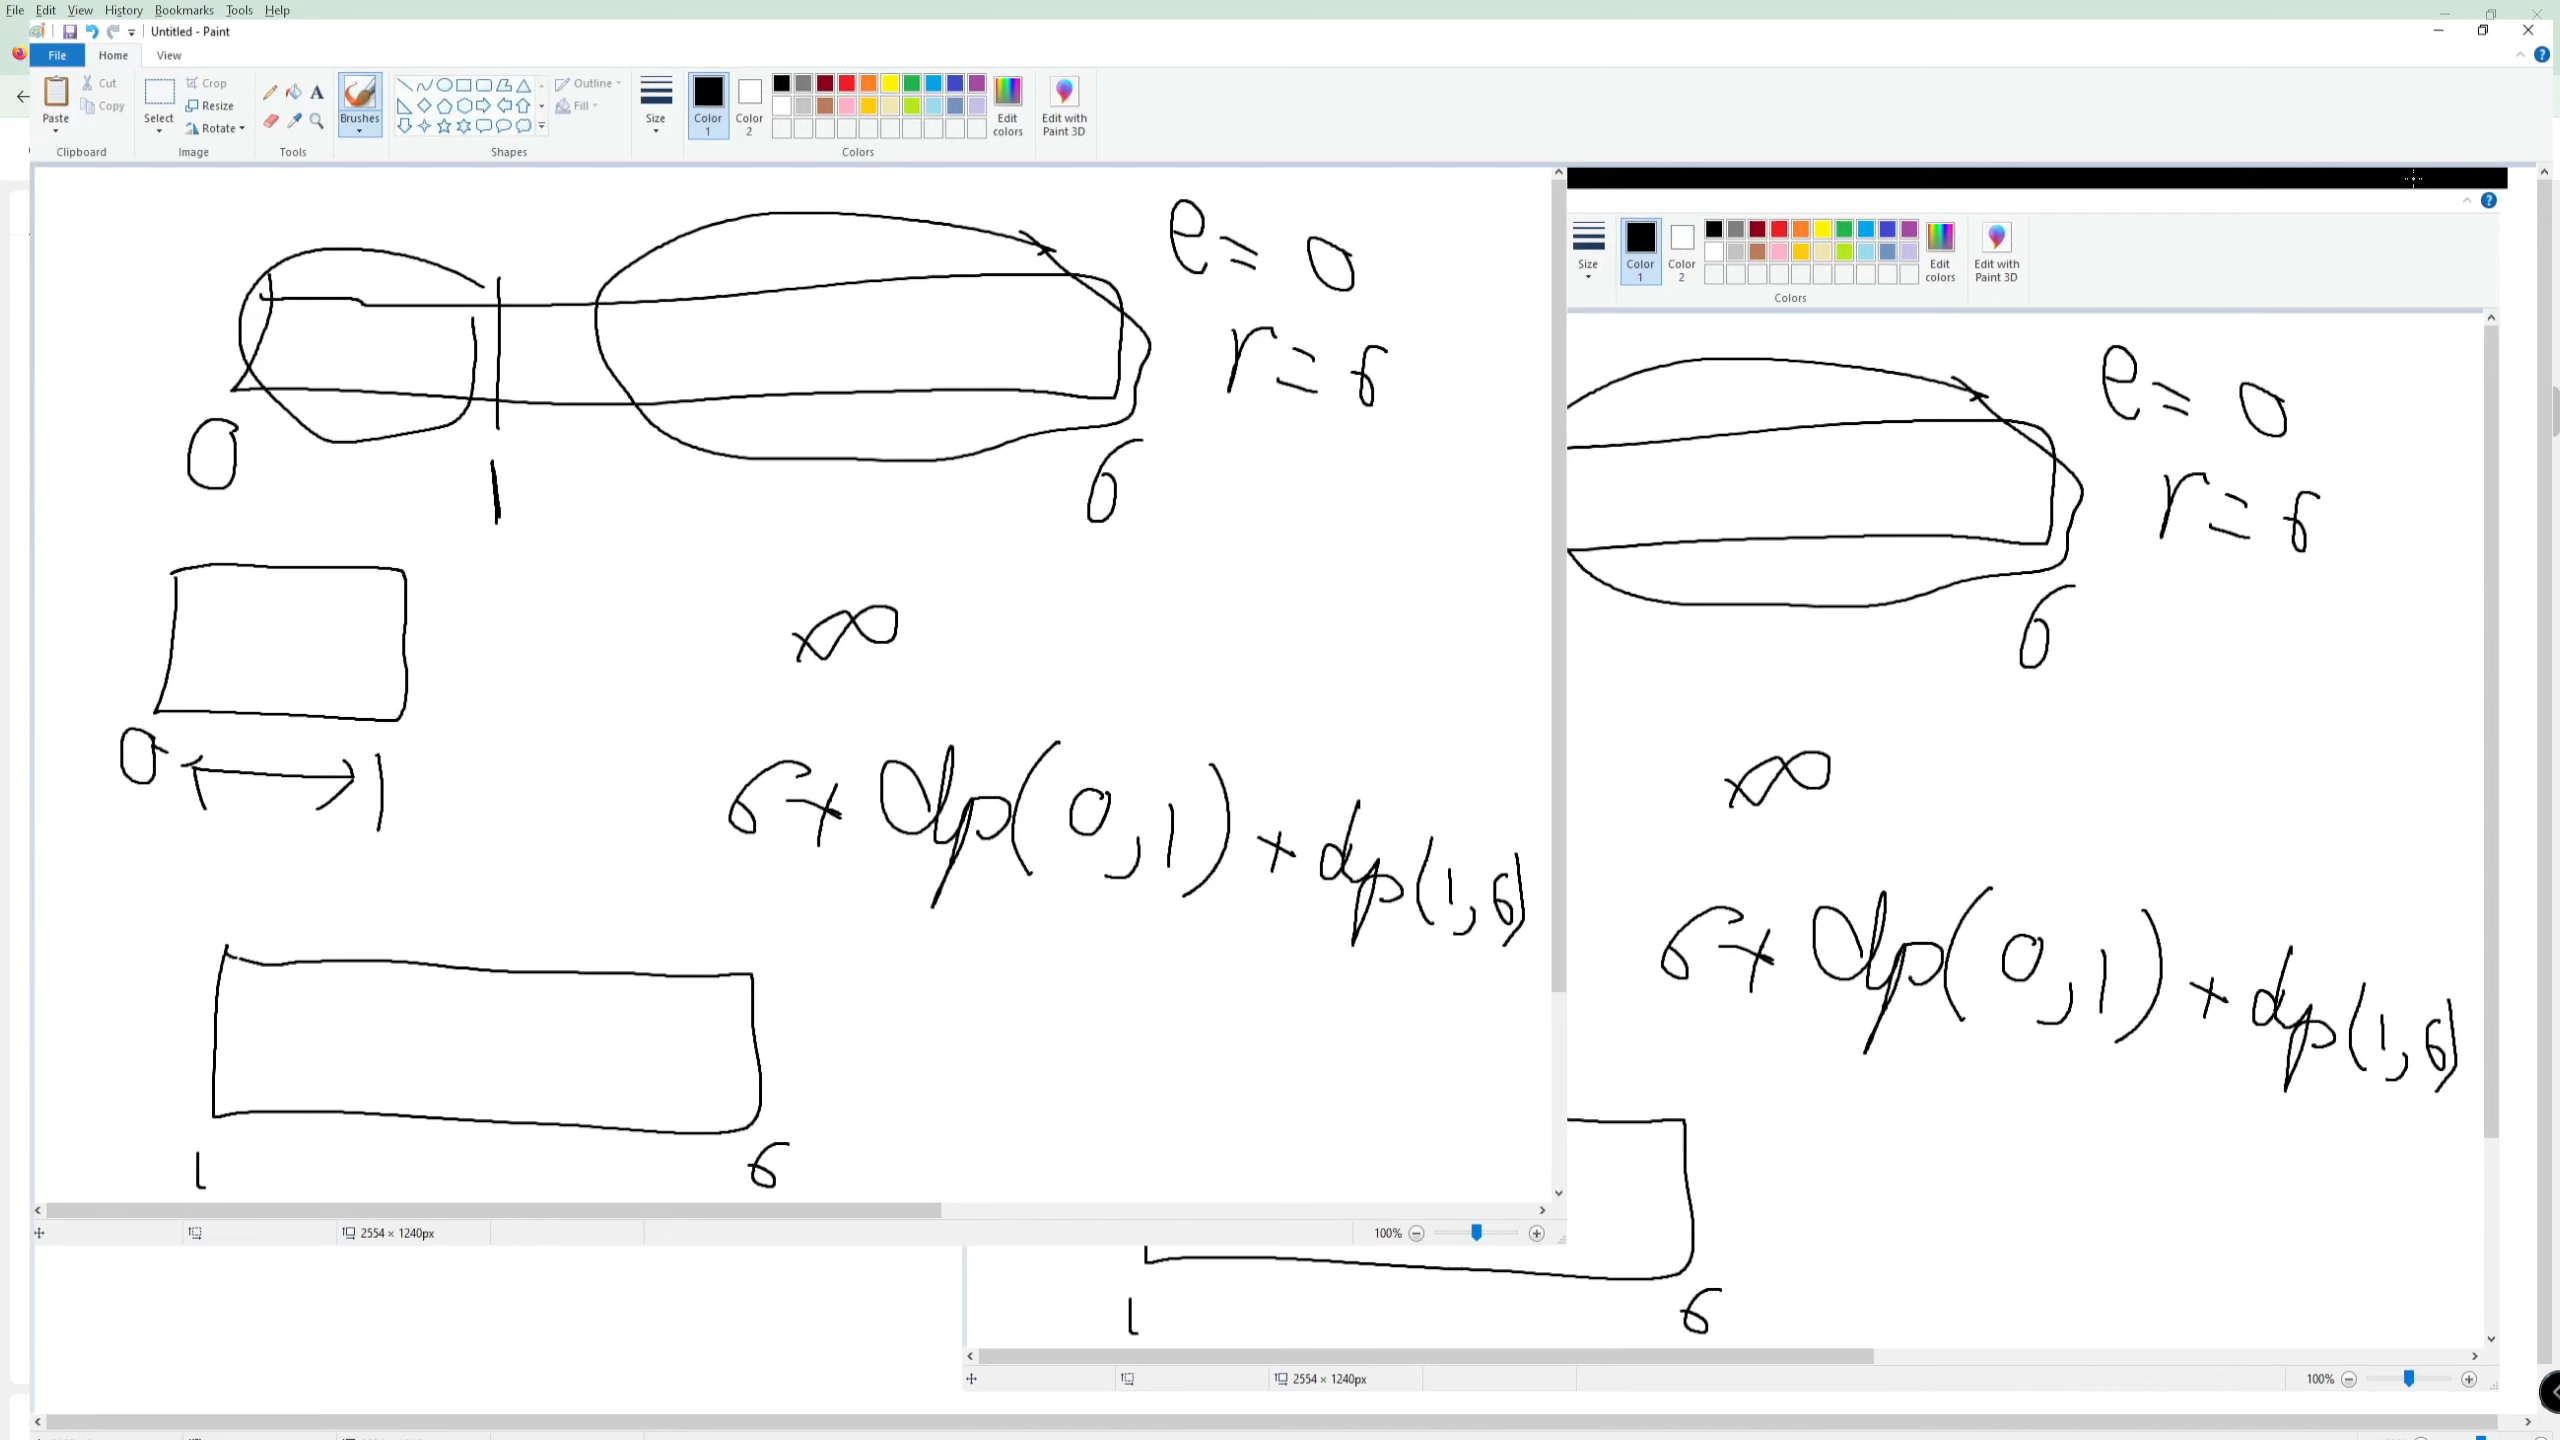 File Edit View History Bookmarks Tools Help
Untitled - Paint
File Home View
Cut
Copy
Paste
Clipboard
Select
Crop
Resize
Rotate
Image
Tools
Brushes
Shapes
Outline
Fill
Size
Color 1
Color 2
Colors
Edit colors
Edit with Paint 3D
e = 0
r = 6
0
1
6
∞
0
1
6 + dp(0,1) + dp(1,6)
1
6
2554 × 1240px
100%
Size
Color 1
Color 2
Colors
Edit colors
Edit with Paint 3D
e = 0
r = 6
6
∞
6 + dp(0,1) + dp(1,6)
1
6
2554 × 1240px
100%